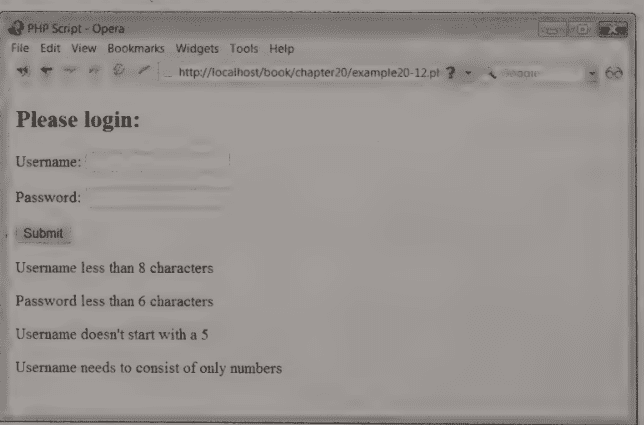 PHP Script - Opera
File Edit View Bookmarks Widgets Tools Help
http://localhost/book/chapter20/example20-12.pl ?
Please login:
Username:
Password:
Submit
Username less than 8 characters
Password less than 6 characters
Username doesn't start with a 5
Username needs to consist of only numbers